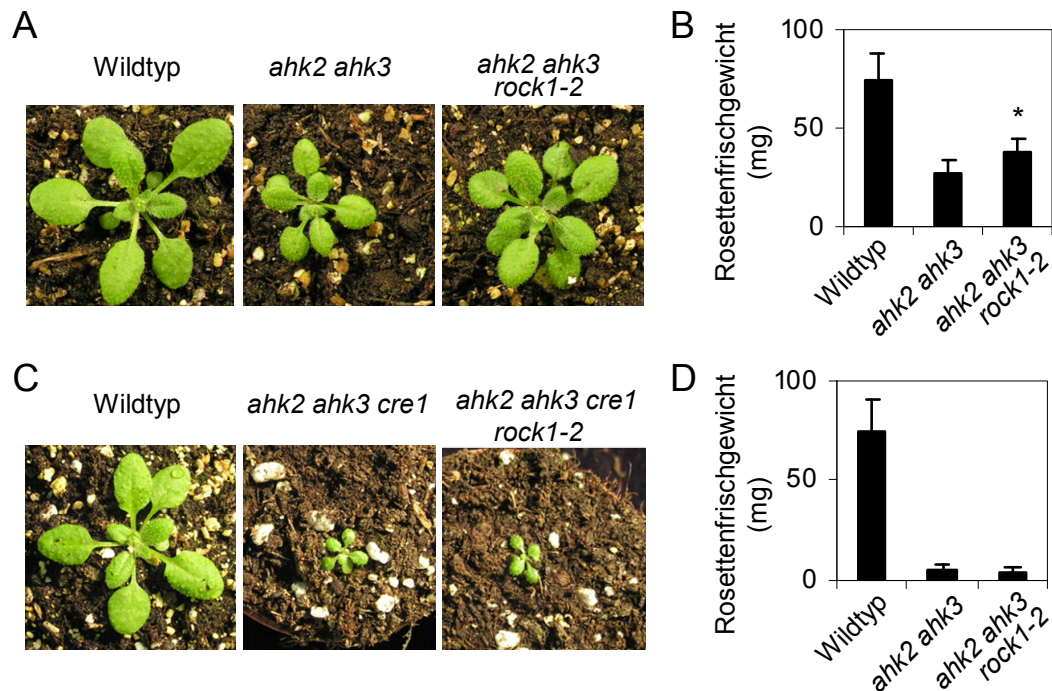 A
Wildtyp
ahk2 ahk3
ahk2 ahk3
rock1-2
B
Rosettenfrischgewicht
(mg)
100
50
0
*
Wildtyp
ahk2 ahk3
ahk2 ahk3
rock1-2
C
Wildtyp
ahk2 ahk3 cre1
ahk2 ahk3 cre1
rock1-2
D
Rosettenfrischgewicht
(mg)
100
50
0
Wildtyp
ahk2 ahk3
ahk2 ahk3
rock1-2